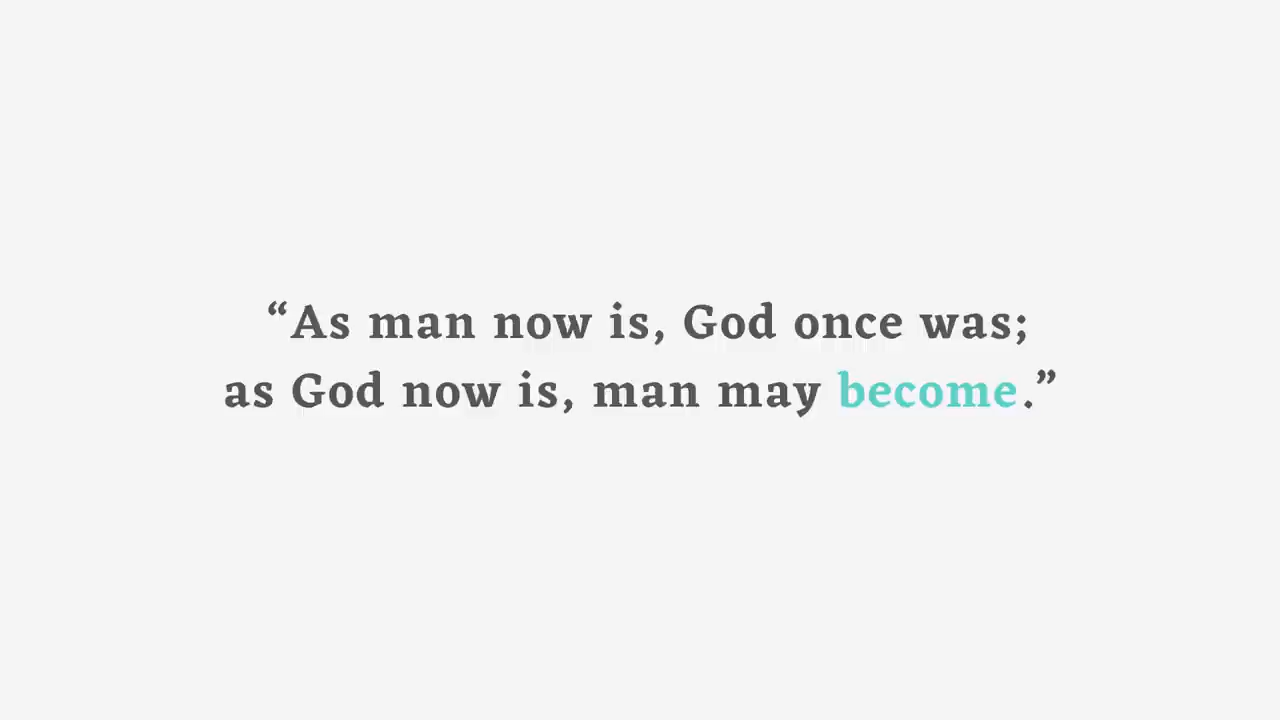 “As man now is, God once was;
as God now is, man may become.”